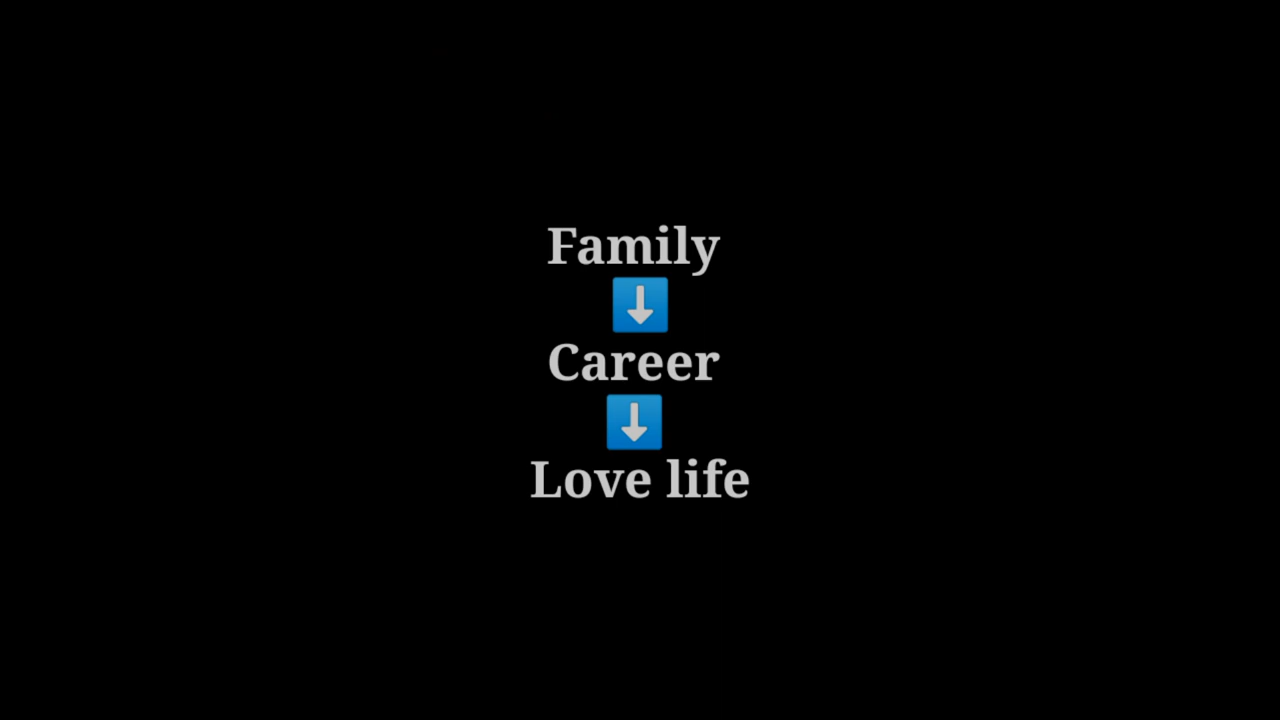 Family
⬇️
Career
⬇️
Love life